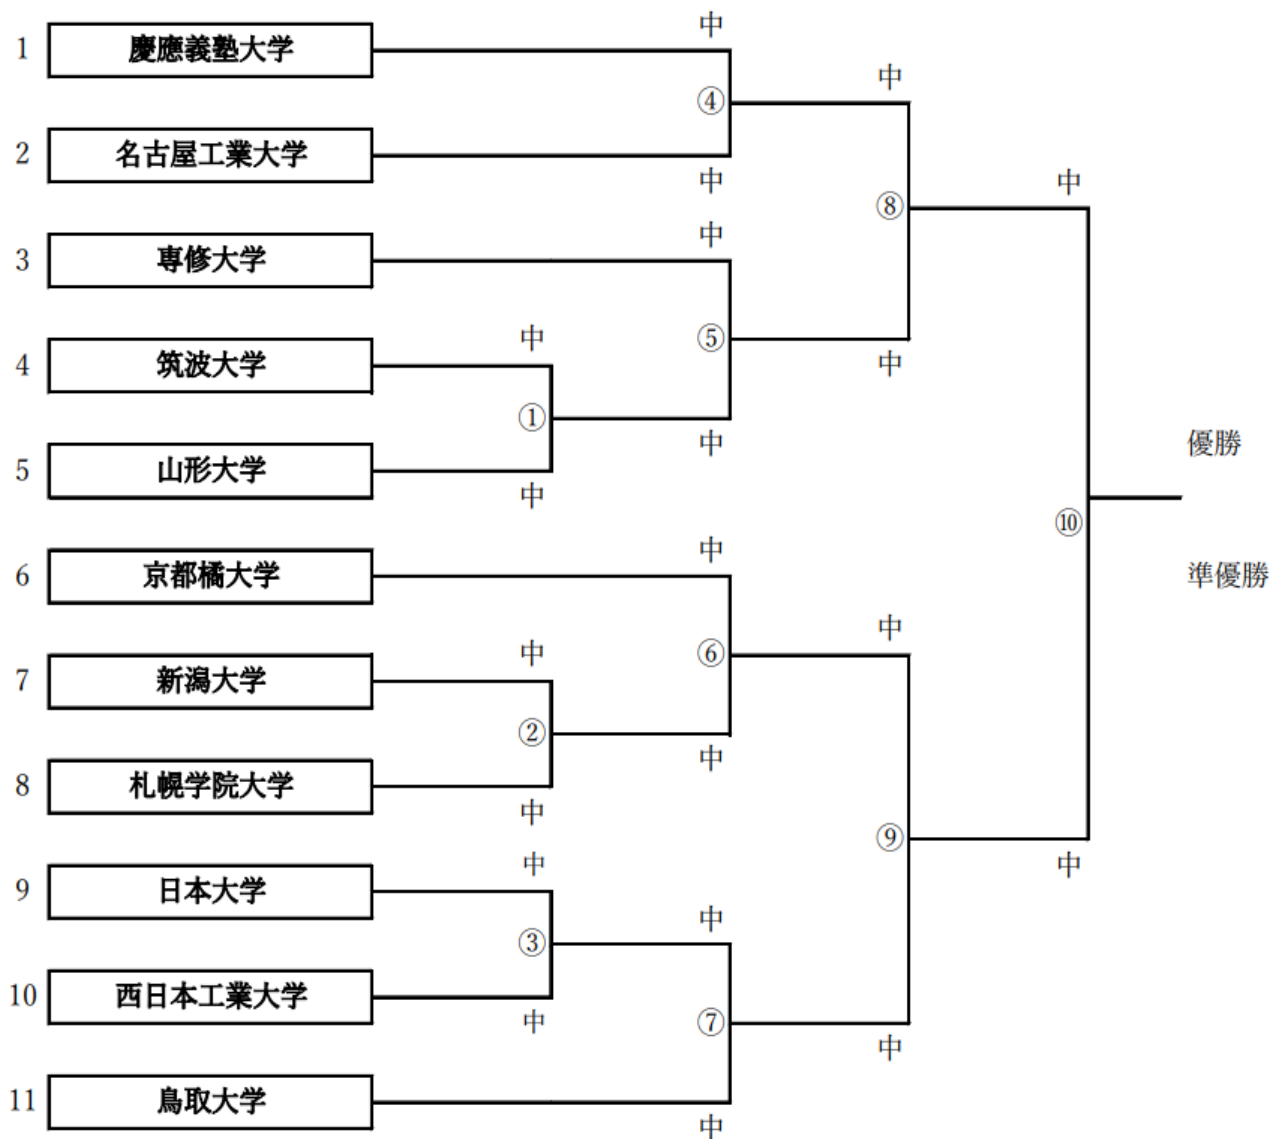 中
1 慶應義塾大学
中
④
2 名古屋工業大学
中
中
⑧
中
3 専修大学
中
⑤
4 筑波大学
中
①
中
優勝
5 山形大学
中
⑩
中
6 京都橘大学
準優勝
中
中
⑥
7 新潟大学
②
中
8 札幌学院大学
中
⑨
中
中
9 日本大学
中
③
10 西日本工業大学
中
⑦
中
11 鳥取大学
中